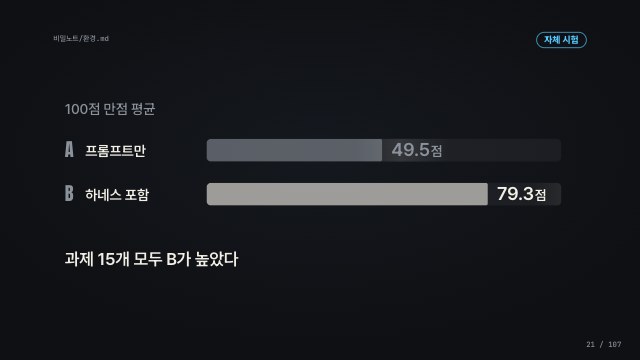 비밀노트/환경.md
자체 시험
100점 만점 평균
A 프롬프트만 49.5점
B 하네스 포함 79.3점
과제 15개 모두 B가 높았다
21 / 107